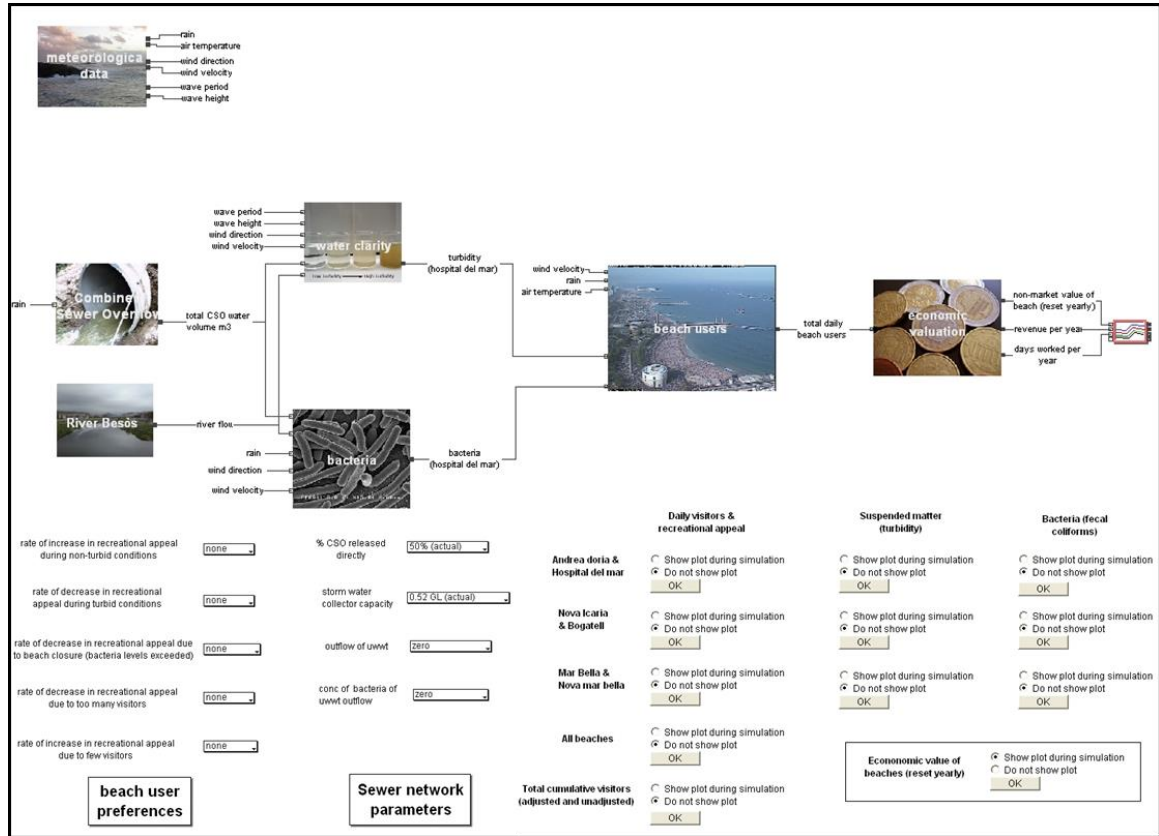 rain
air temperature
meteorologica
data
wind direction
wind velocity
wave period
wave height
wave period
wave height
wind direction
wind velocity
water clarity
low turbidity
High turbidity
turbidity
(hospital del mar)
rain
Combine
Sewer Overflow
total CSO water
volume m3
wind velocity
rain
air temperature
beach users
total daily
beach users
economic
valuation
non-market value of
beach (reset yearly)
revenue per year
days worked per
year
River Besòs
river flou
rain
wind direction
wind velocity
bacteria
bacteria
(hospital del mar)
rate of increase in recreational appeal
during non-turbid conditions
none
rate of decrease in recreational
appeal during turbid conditions
none
rate of decrease in recreational appeal due
to beach closure (bacteria levels exceeded)
none
rate of decrease in recreational appeal
due to too many visitors
none
rate of increase in recreational appeal
due to few visitors
none
beach user
preferences
% CSO released
directly
50% (actual)
storm water
collector capacity
0.52 GL (actual)
outflow of uwwt
zero
conc of bacteria of
uwwt outflow
zero
Sewer network
parameters
Daily visitors &
recreational appeal
Suspended matter
(turbidity)
Bacteria (fecal
coliforms)
Andrea doria &
Hospital del mar
Show plot during simulation
Do not show plot
OK
Show plot during simulation
Do not show plot
OK
Show plot during simulation
Do not show plot
OK
Nova Icaria
& Bogatell
Show plot during simulation
Do not show plot
OK
Show plot during simulation
Do not show plot
OK
Show plot during simulation
Do not show plot
OK
Mar Bella &
Nova mar bella
Show plot during simulation
Do not show plot
OK
Show plot during simulation
Do not show plot
OK
Show plot during simulation
Do not show plot
OK
All beaches
Show plot during simulation
Do not show plot
OK
Total cumulative visitors
(adjusted and unadjusted)
Show plot during simulation
Do not show plot
OK
Econonomic value of
beaches (reset yearly)
Show plot during simulation
Do not show plot
OK